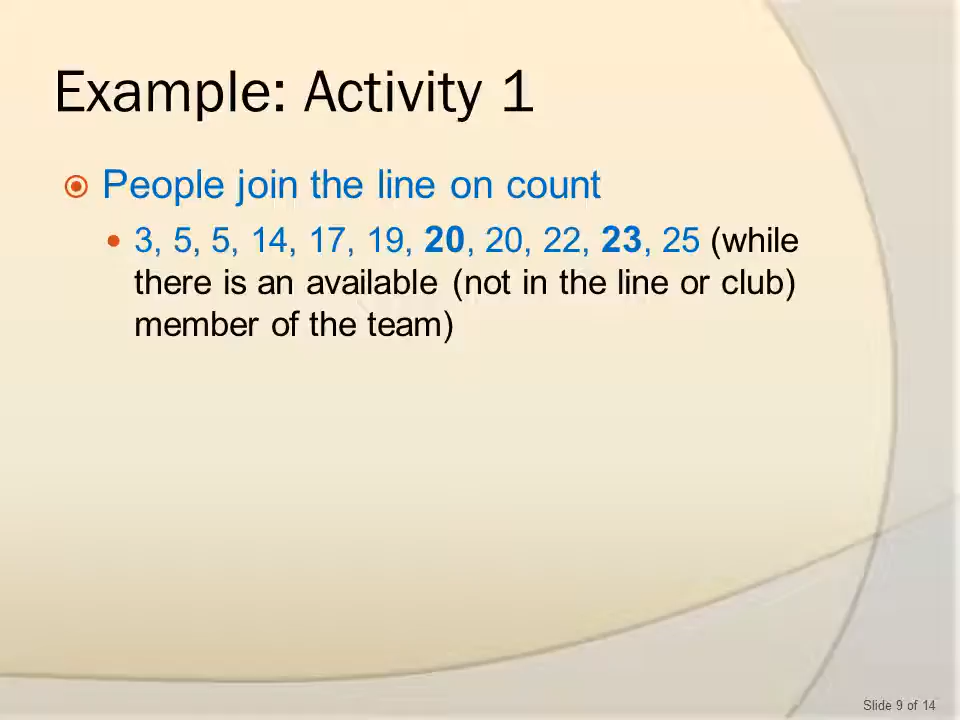 Example: Activity 1
People join the line on count
3, 5, 5, 14, 17, 19, 20, 20, 22, 23, 25 (while
there is an available (not in the line or club)
member of the team)
Slide 9 of 14